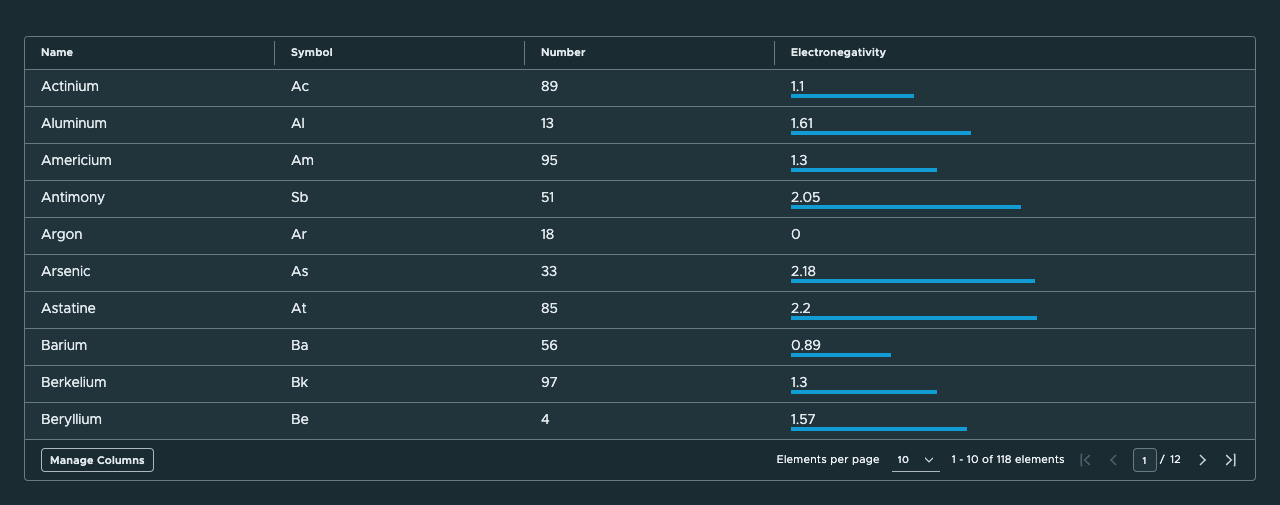 Name Symbol Number Electronegativity
Actinium Ac 89 1.1
Aluminum Al 13 1.61
Americium Am 95 1.3
Antimony Sb 51 2.05
Argon Ar 18 0
Arsenic As 33 2.18
Astatine At 85 2.2
Barium Ba 56 0.89
Berkelium Bk 97 1.3
Beryllium Be 4 1.57
Manage Columns Elements per page 10 1 - 10 of 118 elements 1 / 12